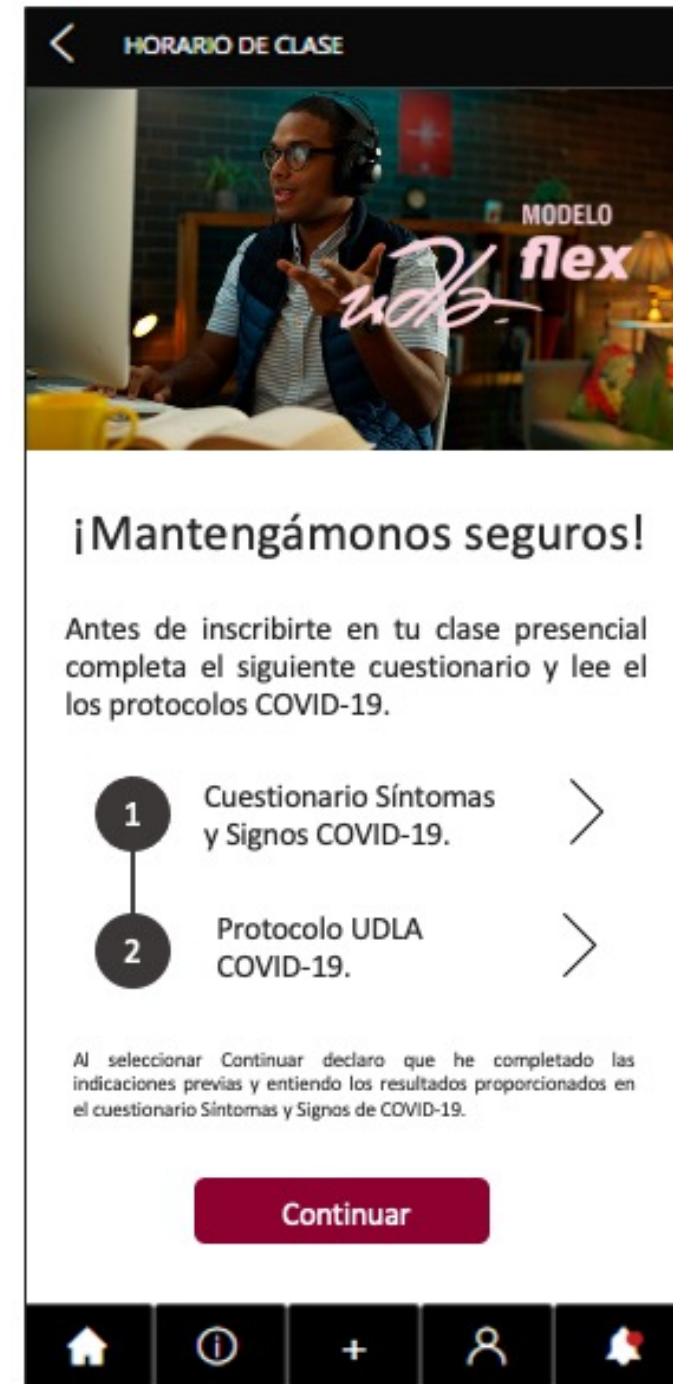 HORARIO DE CLASE
MODELO
flex
udla.
¡Mantengámonos seguros!
Antes de inscribirte en tu clase presencial
completa el siguiente cuestionario y lee el
los protocolos COVID-19.
1
Cuestionario Síntomas
y Signos COVID-19.
2
Protocolo UDLA
COVID-19.
Al seleccionar Continuar declaro que he completado las
indicaciones previas y entiendo los resultados proporcionados en
el cuestionario Síntomas y Signos de COVID-19.
Continuar